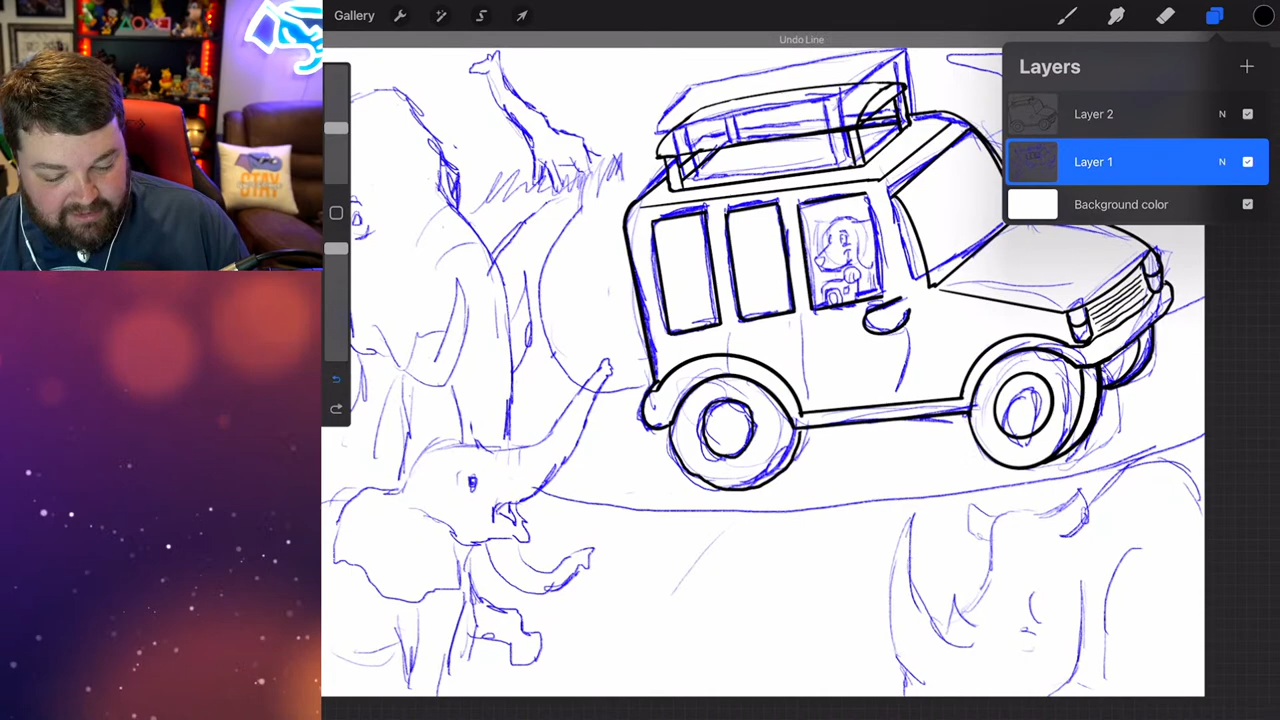 Gallery
Undo Line
Layers
Layer 2 N
Layer 1 N
Background color
STAY